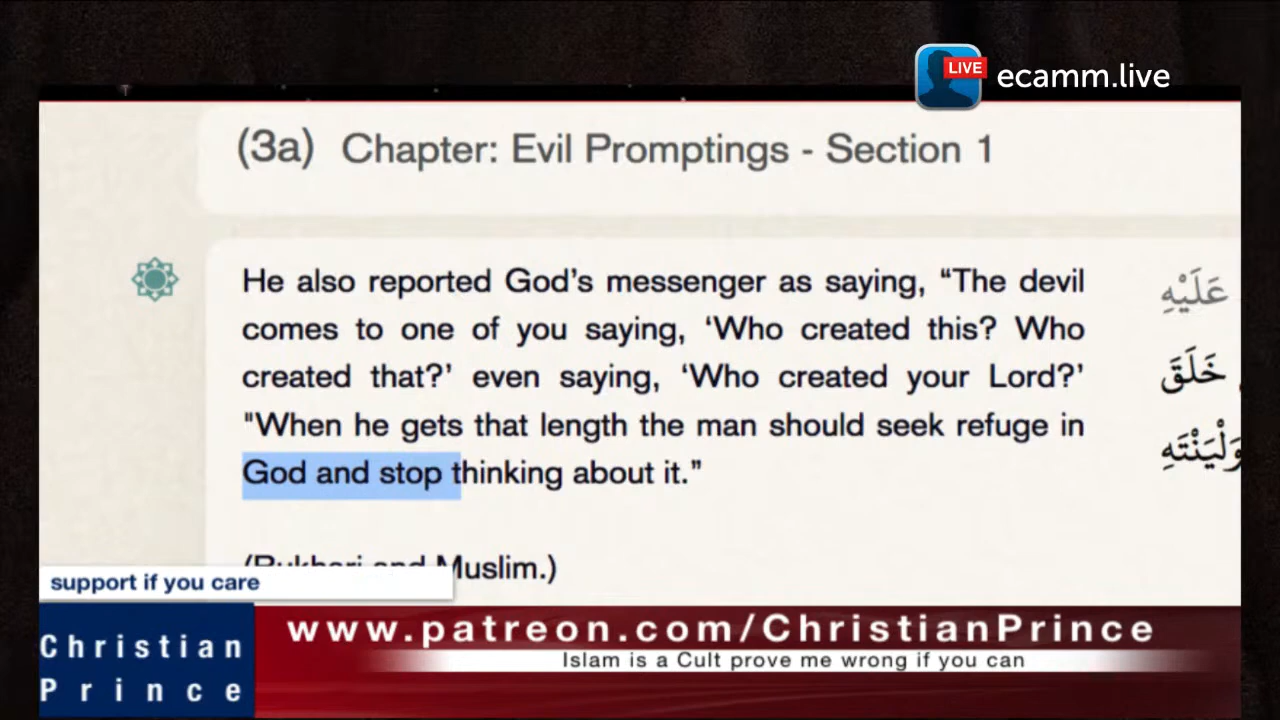 LIVE ecamm.live
(3a) Chapter: Evil Promptings - Section 1
He also reported God’s messenger as saying, “The devil
comes to one of you saying, ‘Who created this? Who
created that?’ even saying, ‘Who created your Lord?’
"When he gets that length the man should seek refuge in
God and stop thinking about it.”
عَلَيْهِ
خَلَقَ
وَلْيَنْتَهِ
(Bukhari and Muslim.)
support if you care
Christian
Prince
www.patreon.com/ChristianPrince
Islam is a Cult prove me wrong if you can